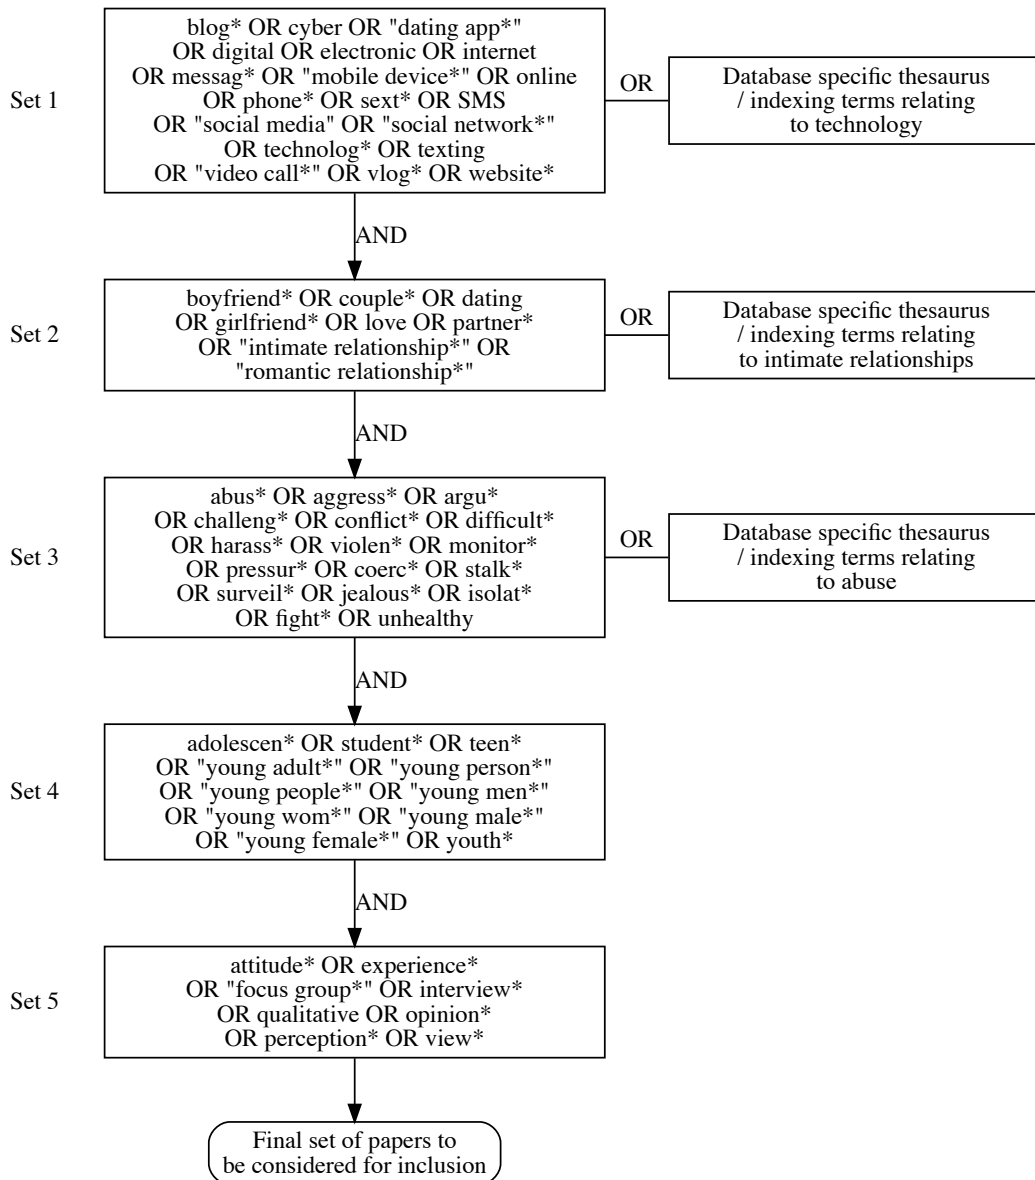 Set 1
blog* OR cyber OR "dating app*"
OR digital OR electronic OR internet
OR messag* OR "mobile device*" OR online
OR phone* OR sext* OR SMS
OR "social media" OR "social network*"
OR technolog* OR texting
OR "video call*" OR vlog* OR website*
OR
Database specific thesaurus
/ indexing terms relating
to technology
AND
Set 2
boyfriend* OR couple* OR dating
OR girlfriend* OR love OR partner*
OR "intimate relationship*" OR
"romantic relationship*"
OR
Database specific thesaurus
/ indexing terms relating
to intimate relationships
AND
Set 3
abus* OR aggress* OR argu*
OR challeng* OR conflict* OR difficult*
OR harass* OR violen* OR monitor*
OR pressur* OR coerc* OR stalk*
OR surveil* OR jealous* OR isolat*
OR fight* OR unhealthy
OR
Database specific thesaurus
/ indexing terms relating
to abuse
AND
Set 4
adolescen* OR student* OR teen*
OR "young adult*" OR "young person*"
OR "young people*" OR "young men*"
OR "young wom*" OR "young male*"
OR "young female*" OR youth*
AND
Set 5
attitude* OR experience*
OR "focus group*" OR interview*
OR qualitative OR opinion*
OR perception* OR view*
Final set of papers to
be considered for inclusion